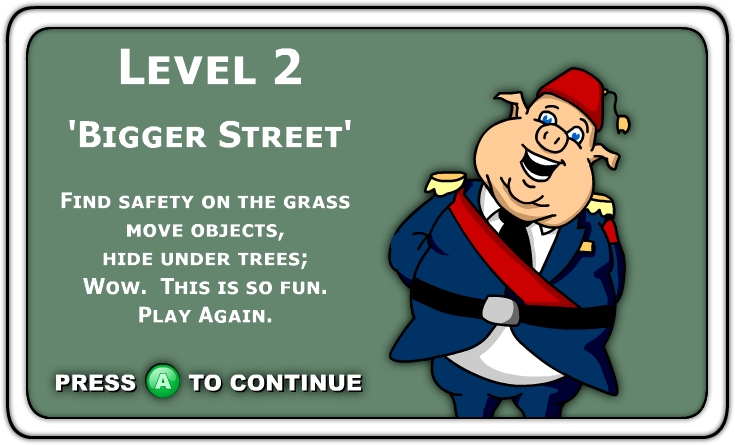 Level 2
'Bigger Street'
Find safety on the grass
move objects,
hide under trees;
Wow. This is so fun.
Play Again.
PRESS A TO CONTINUE